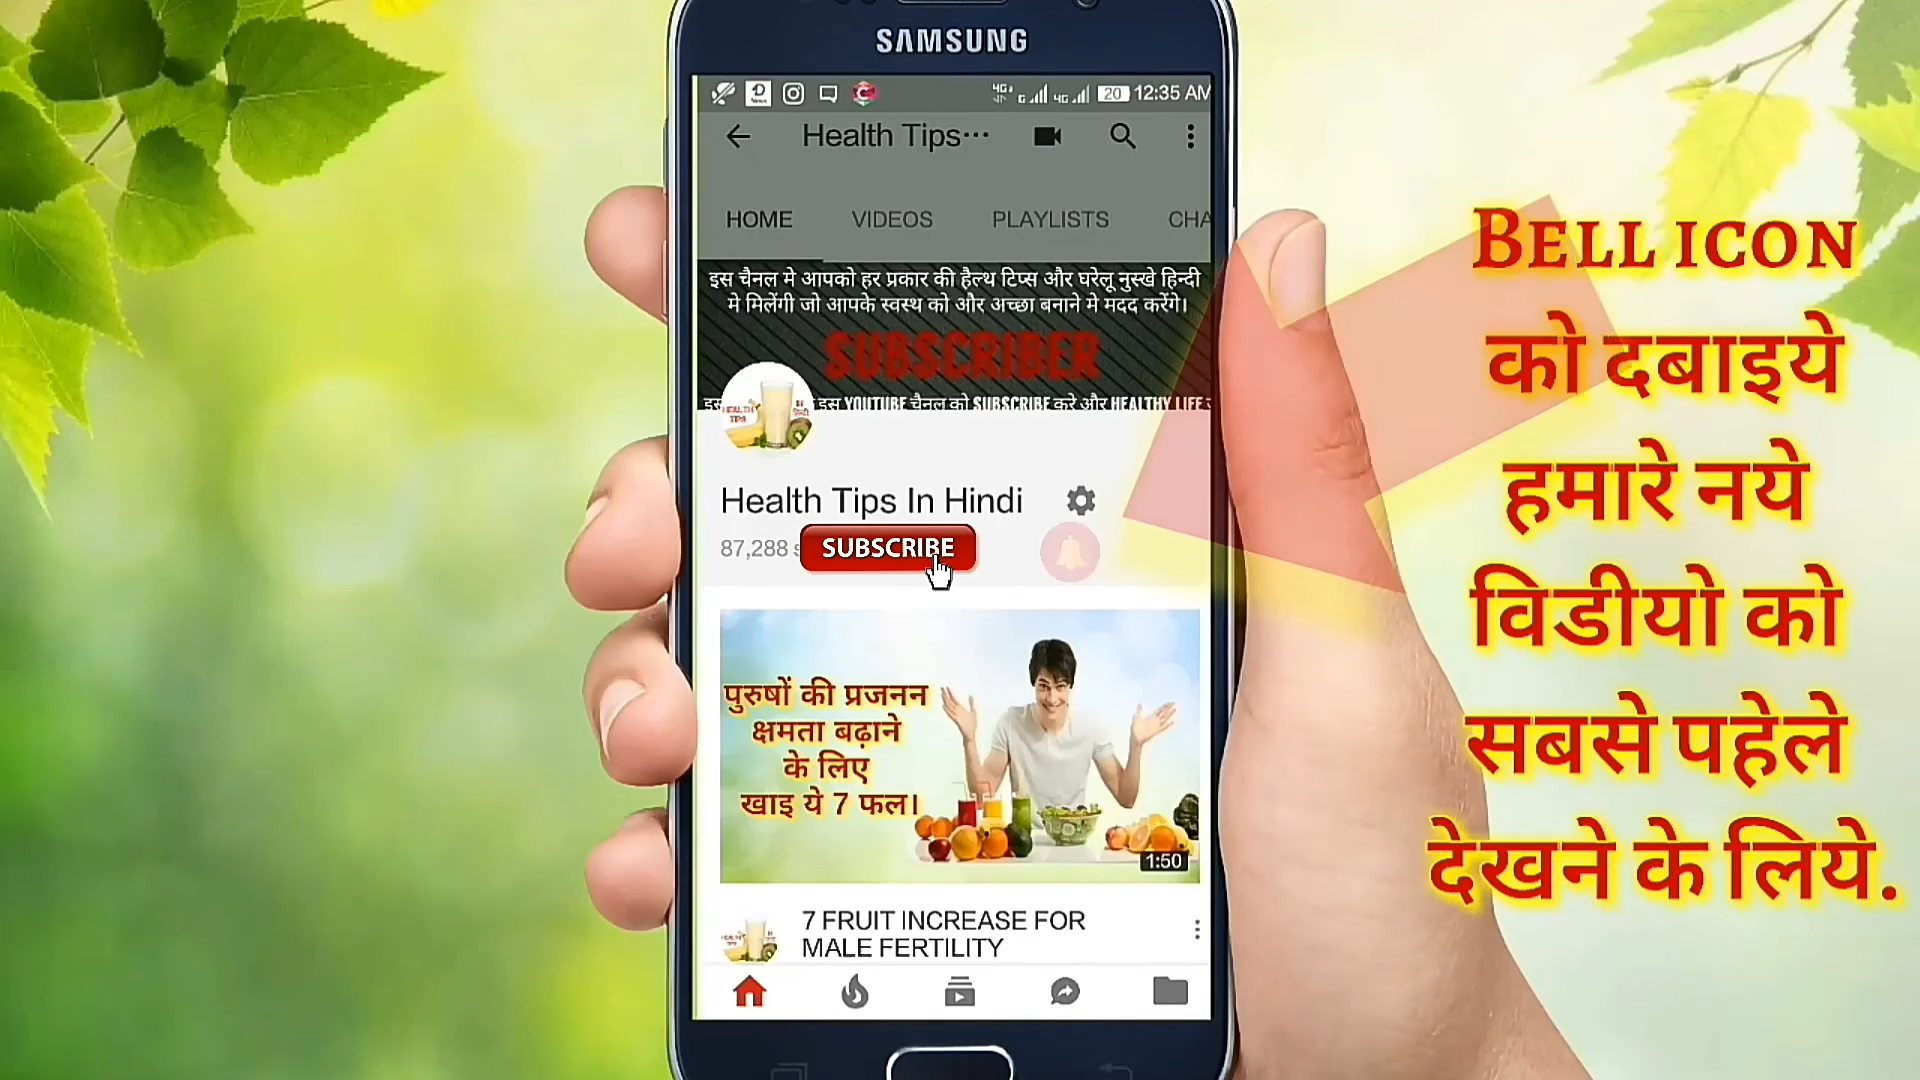 SAMSUNG
20 12:35 AM
Health Tips...
HOME VIDEOS PLAYLISTS CHA
इस चैनल मे आपको हर प्रकार की हैल्थ टिप्स और घरेलू नुस्खे हिन्दी
मे मिलेंगी जो आपके स्वस्थ को और अच्छा बनाने मे मदद करेंगे।
SUBSCRIBER
इस YOUTUBE चैनल को SUBSCRIBE करे और HEALTHY LIFE
Health Tips In Hindi
87,288
SUBSCRIBE
पुरुषों की प्रजनन
क्षमता बढ़ाने
के लिए
खाइ ये 7 फल।
1:50
7 FRUIT INCREASE FOR
MALE FERTILITY
BELL ICON
को दबाइये
हमारे नये
विडीयो को
सबसे पहेले
देखने के लिये.